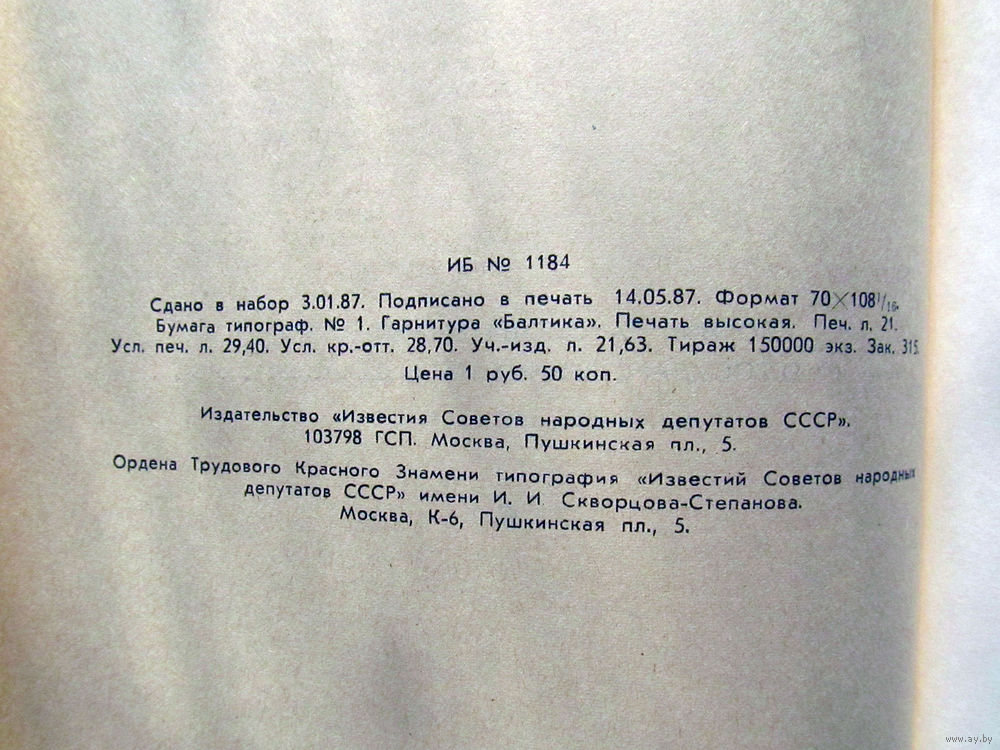 ИБ № 1184
Сдано в набор 3.01.87. Подписано в печать 14.05.87. Формат 70×108¹/₁₆.
Бумага типограф. № 1. Гарнитура «Балтика». Печать высокая. Печ. л. 21.
Усл. печ. л. 29,40. Усл. кр.-отт. 28,70. Уч.-изд. л. 21,63. Тираж 150000 экз. Зак. 315.
Цена 1 руб. 50 коп.
Издательство «Известия Советов народных депутатов СССР».
103798 ГСП. Москва, Пушкинская пл., 5.
Ордена Трудового Красного Знамени типография «Известий Советов народных
депутатов СССР» имени И. И Скворцова-Степанова.
Москва, К-6, Пушкинская пл., 5.
www.ay.by